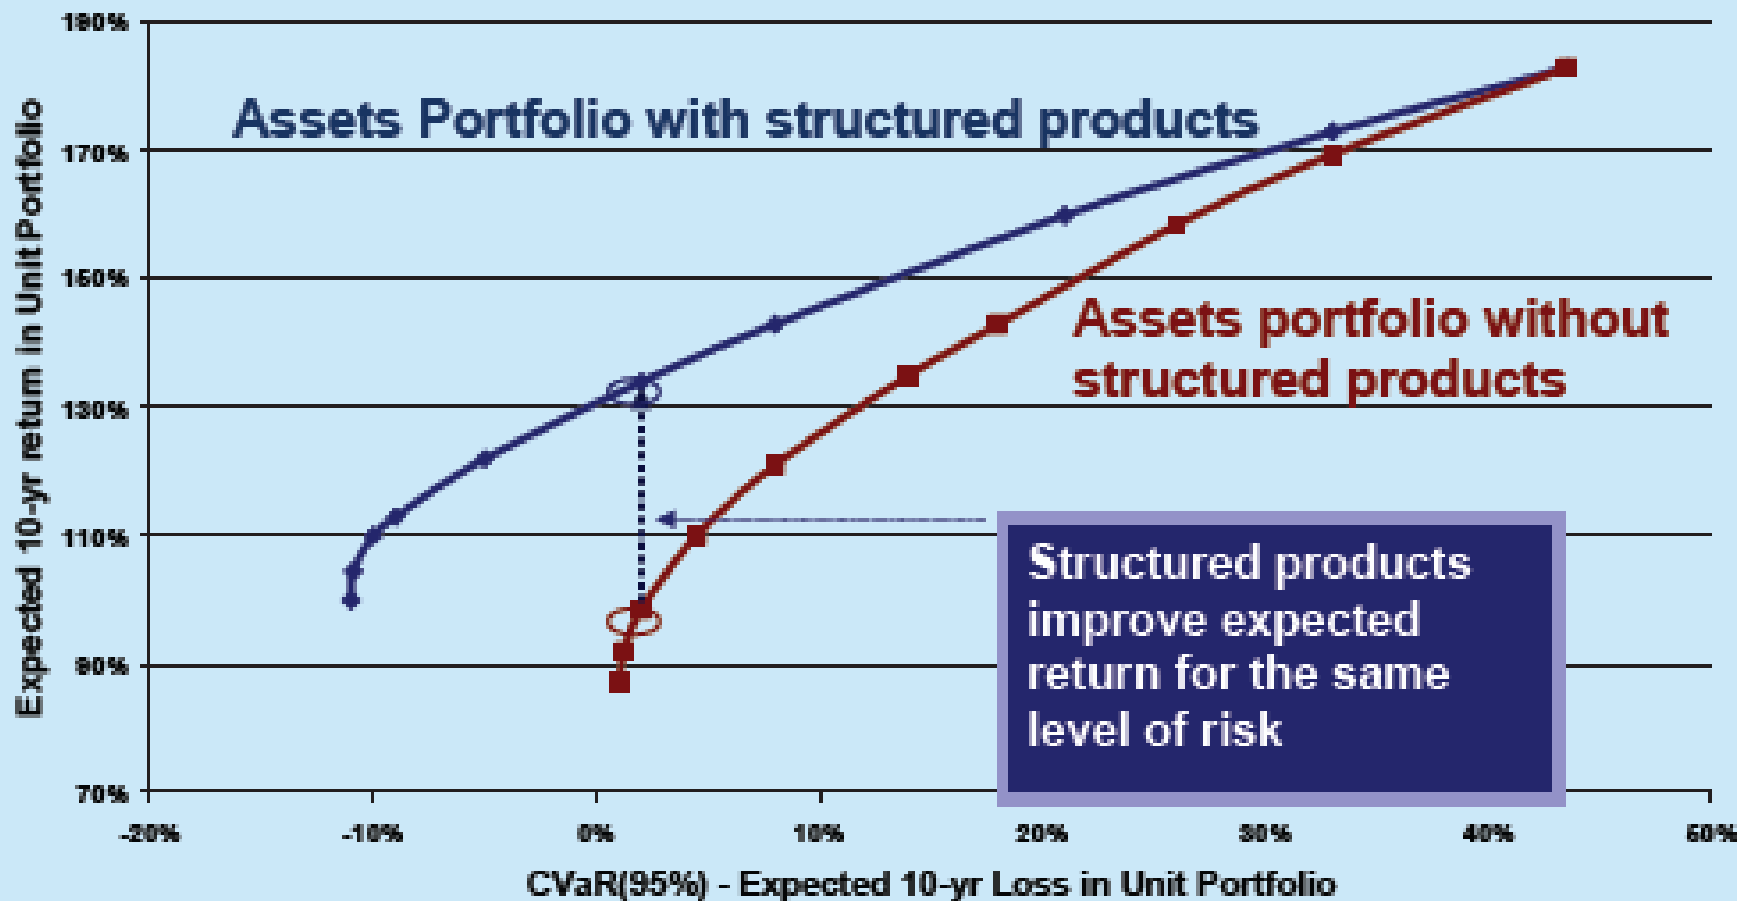 190%
170%
150%
130%
110%
90%
70%
-20%
-10%
0%
10%
20%
30%
40%
50%
Expected 10-yr return in Unit Portfolio
CVaR(95%) - Expected 10-yr Loss in Unit Portfolio
Assets Portfolio with structured products
Assets portfolio without
structured products
Structured products
improve expected
return for the same
level of risk